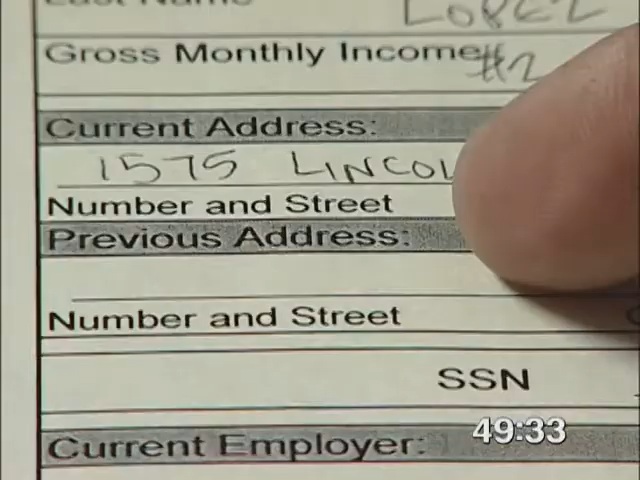 Last Name LOPEZ
Gross Monthly Income #2
Current Address:
1575 LINCOL
Number and Street
Previous Address:
Number and Street
SSN
49:33
Current Employer: